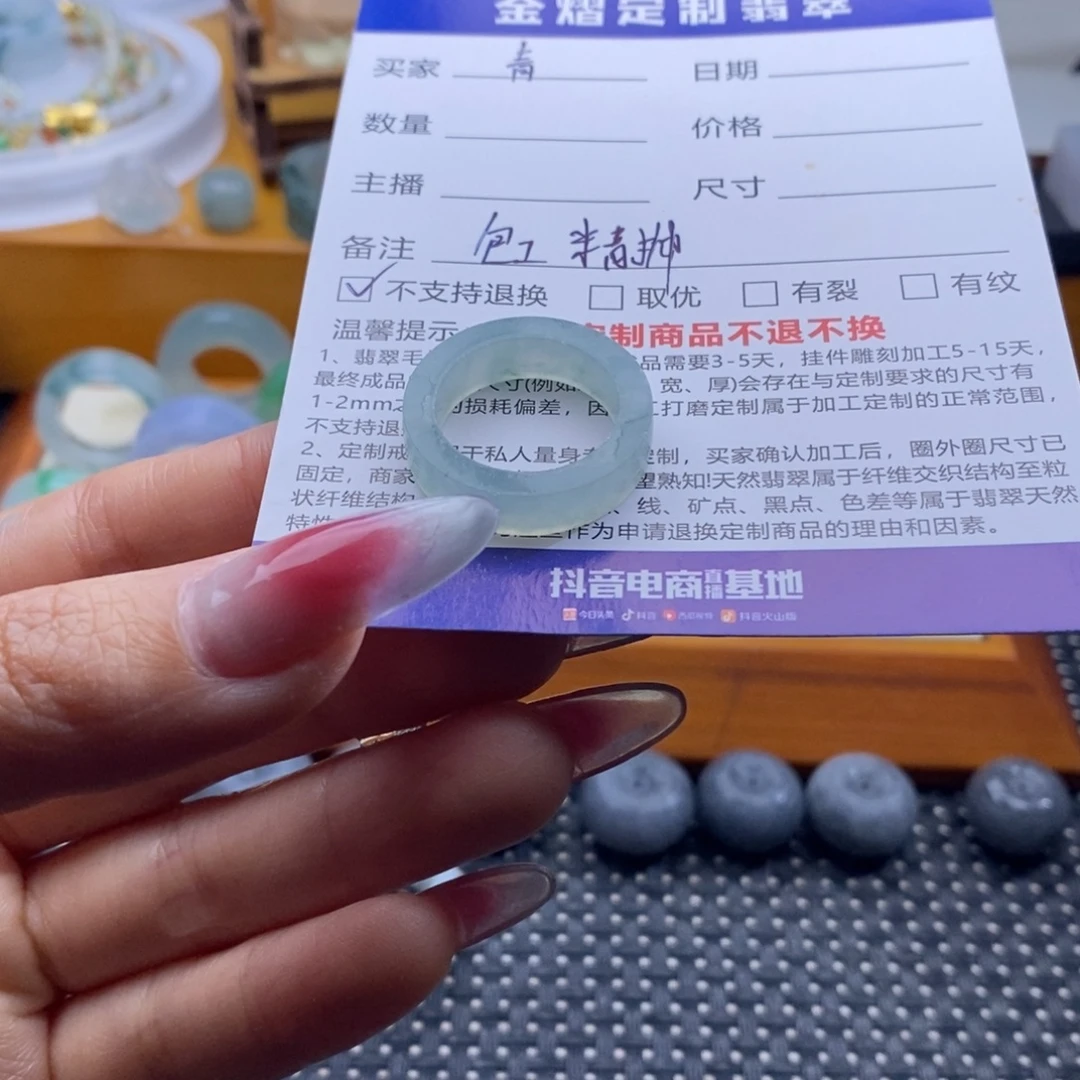 金熠定制翡翠
买家 青 日期
数量 价格
主播 尺寸
备注 包工 半青抛
不支持退换 取优 有裂 有纹
温馨提示 定制商品不退不换
1、翡翠毛 品需要3-5天，挂件雕刻加工5-15天，
最终成品 尺寸(例如 宽、厚)会存在与定制要求的尺寸有
1-2mm 的损耗偏差，因 工打磨定制属于加工定制的正常范围，
不支持退
2、定制戒 于私人量身 定制，买家确认加工后，圈外圈尺寸已
固定，商家 望熟知!天然翡翠属于纤维交织结构至粒
状纤维结构 、线、矿点、黑点、色差等属于翡翠天然
特性 作为申请退换定制商品的理由和因素。
抖音电商直播基地
今日头条 抖音 西瓜视频 抖音火山版